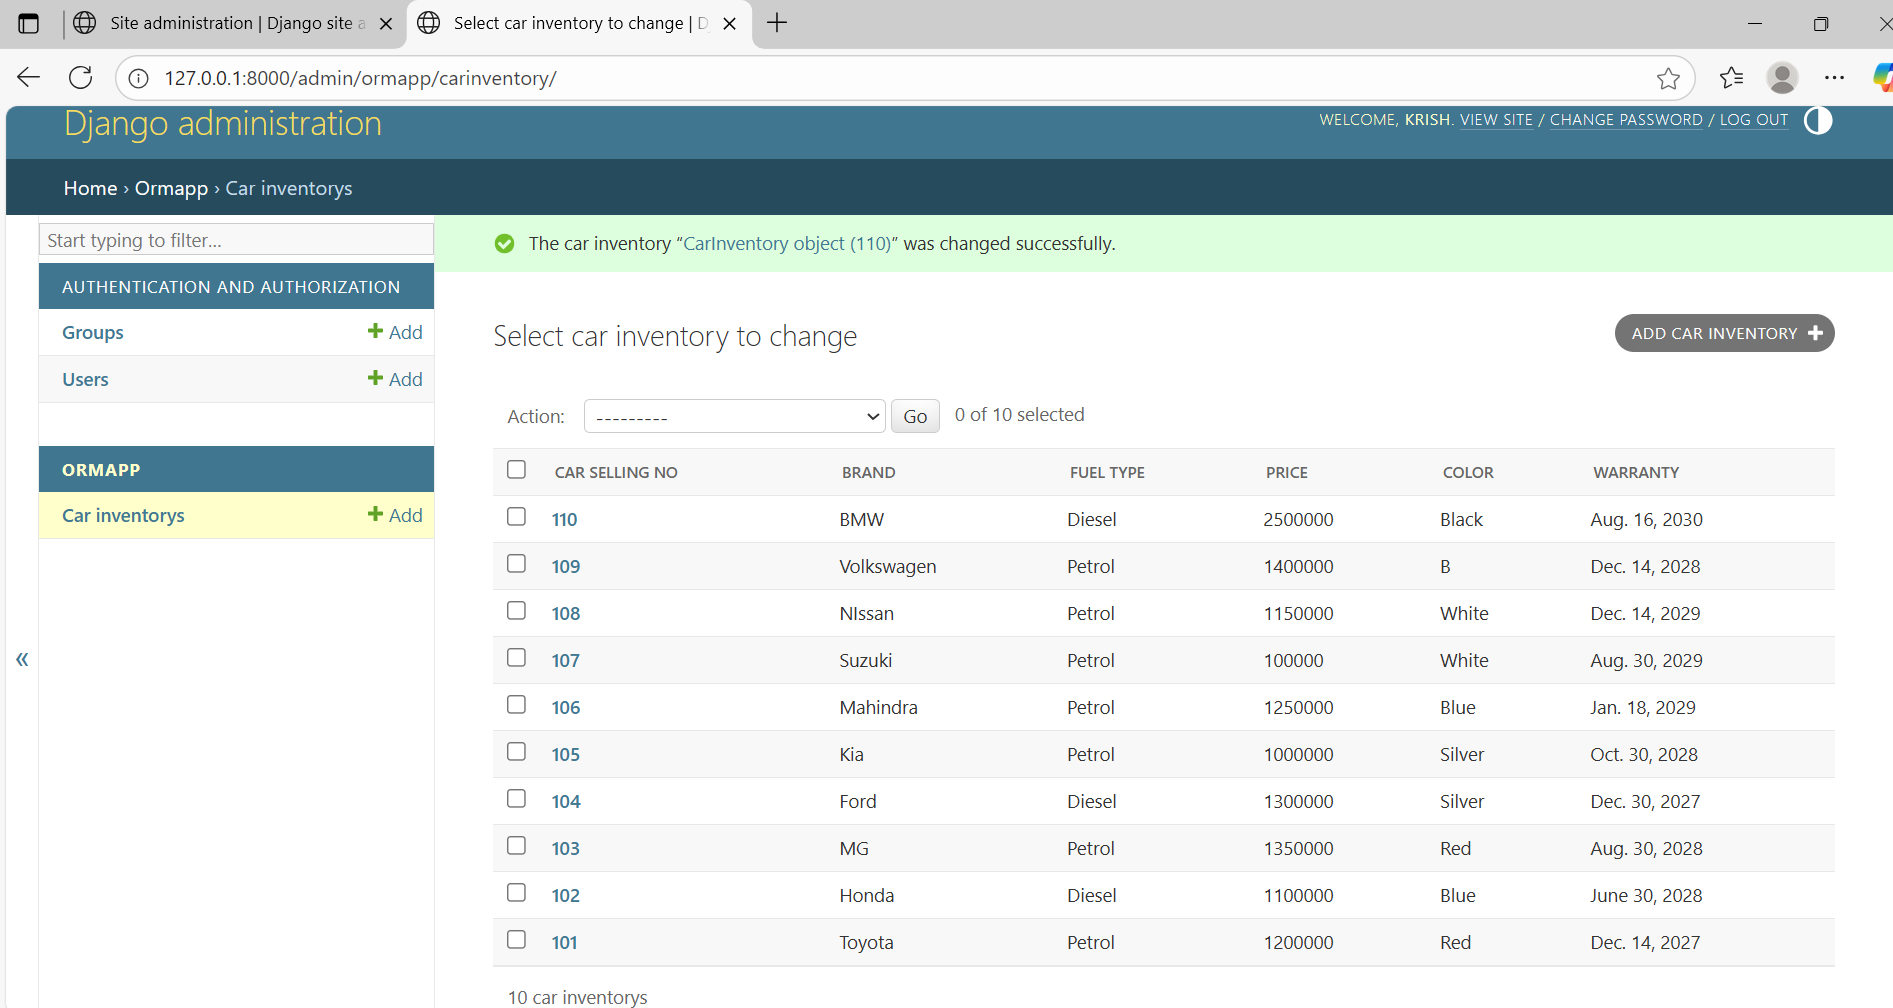 Site administration | Django site a
Select car inventory to change | D
127.0.0.1:8000/admin/ormapp/carinventory/
Django administration
WELCOME, KRISH. VIEW SITE / CHANGE PASSWORD / LOG OUT
Home › Ormapp › Car inventorys
Start typing to filter...
AUTHENTICATION AND AUTHORIZATION
Groups + Add
Users + Add
ORMAPP
Car inventorys + Add
«
The car inventory “CarInventory object (110)” was changed successfully.
Select car inventory to change
ADD CAR INVENTORY +
Action: --------- Go 0 of 10 selected
CAR SELLING NO BRAND FUEL TYPE PRICE COLOR WARRANTY
110 BMW Diesel 2500000 Black Aug. 16, 2030
109 Volkswagen Petrol 1400000 B Dec. 14, 2028
108 NIssan Petrol 1150000 White Dec. 14, 2029
107 Suzuki Petrol 100000 White Aug. 30, 2029
106 Mahindra Petrol 1250000 Blue Jan. 18, 2029
105 Kia Petrol 1000000 Silver Oct. 30, 2028
104 Ford Diesel 1300000 Silver Dec. 30, 2027
103 MG Petrol 1350000 Red Aug. 30, 2028
102 Honda Diesel 1100000 Blue June 30, 2028
101 Toyota Petrol 1200000 Red Dec. 14, 2027
10 car inventorys